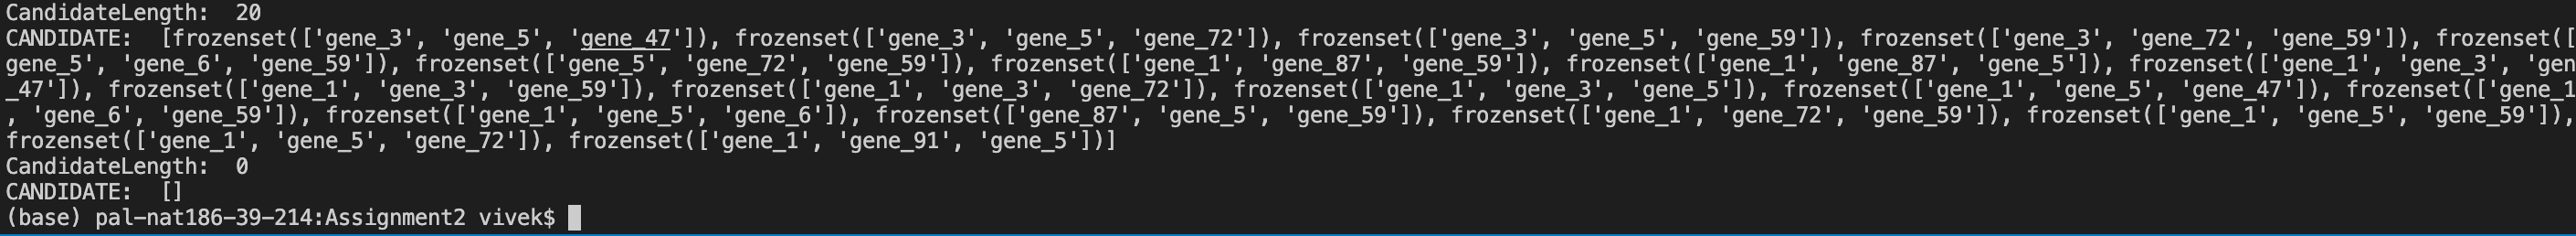 CandidateLength:  20
CANDIDATE:  [frozenset(['gene_3', 'gene_5', 'gene_47']), frozenset(['gene_3', 'gene_5', 'gene_72']), frozenset(['gene_3', 'gene_5', 'gene_59']), frozenset(['gene_3', 'gene_72', 'gene_59']), frozenset(['
gene_5', 'gene_6', 'gene_59']), frozenset(['gene_5', 'gene_72', 'gene_59']), frozenset(['gene_1', 'gene_87', 'gene_59']), frozenset(['gene_1', 'gene_87', 'gene_5']), frozenset(['gene_1', 'gene_3', 'gene
_47']), frozenset(['gene_1', 'gene_3', 'gene_59']), frozenset(['gene_1', 'gene_3', 'gene_72']), frozenset(['gene_1', 'gene_3', 'gene_5']), frozenset(['gene_1', 'gene_5', 'gene_47']), frozenset(['gene_1'
, 'gene_6', 'gene_59']), frozenset(['gene_1', 'gene_5', 'gene_6']), frozenset(['gene_87', 'gene_5', 'gene_59']), frozenset(['gene_1', 'gene_72', 'gene_59']), frozenset(['gene_1', 'gene_5', 'gene_59']),
frozenset(['gene_1', 'gene_5', 'gene_72']), frozenset(['gene_1', 'gene_91', 'gene_5'])]
CandidateLength:  0
CANDIDATE:  []
(base) pal-nat186-39-214:Assignment2 vivek$